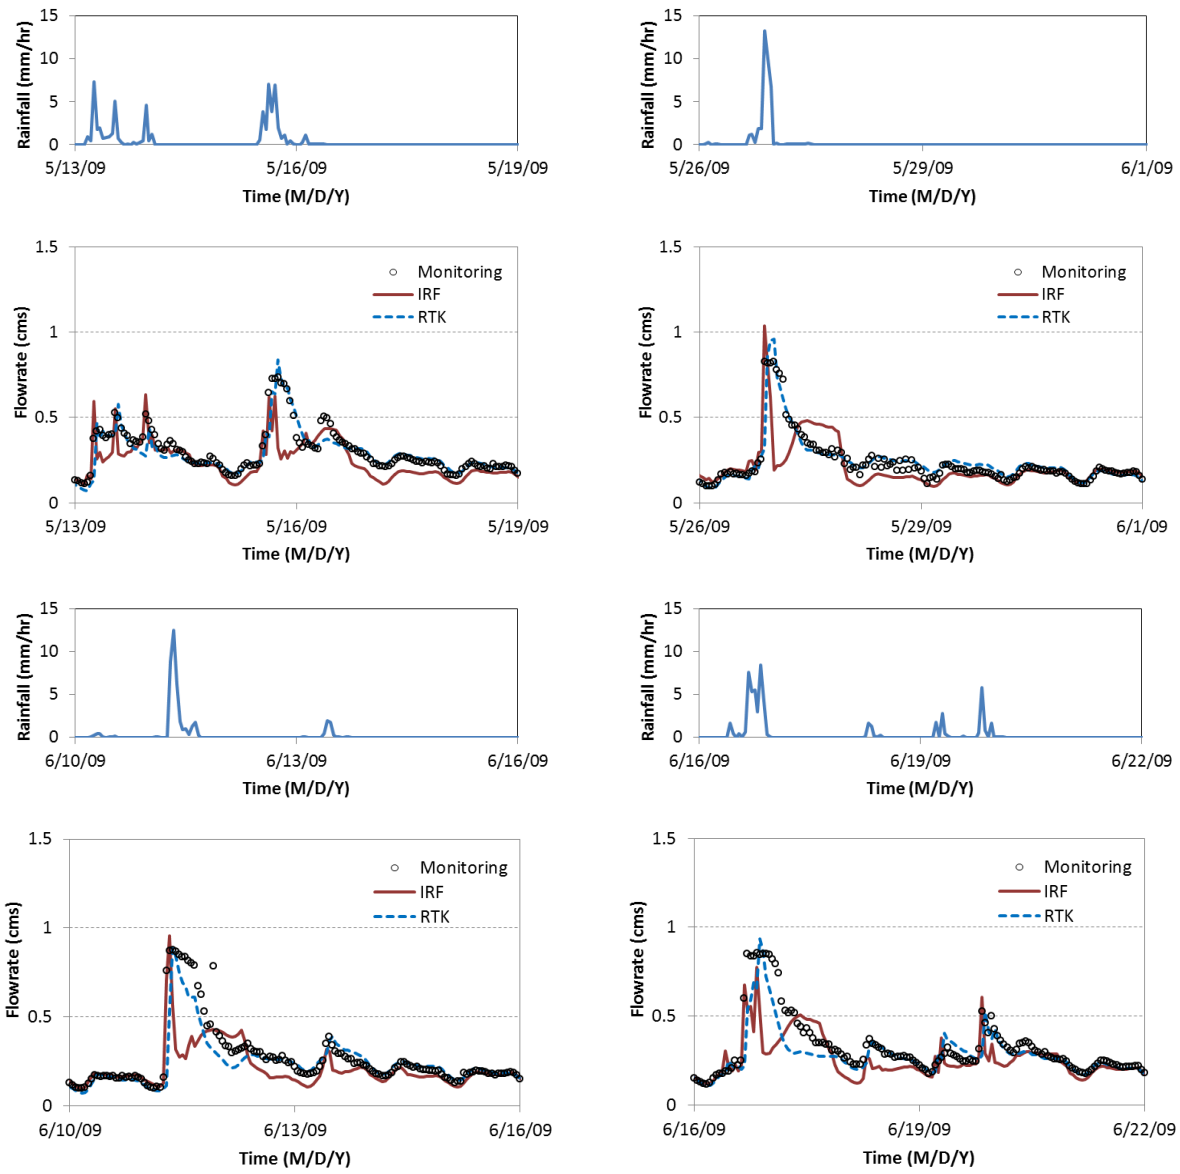 Rainfall (mm/hr)
15
10
5
0
5/13/09 5/16/09 5/19/09
Time (M/D/Y)
Rainfall (mm/hr)
15
10
5
0
5/26/09 5/29/09 6/1/09
Time (M/D/Y)
Flowrate (cms)
1.5
1
0.5
0
Monitoring
IRF
RTK
5/13/09 5/16/09 5/19/09
Time (M/D/Y)
Flowrate (cms)
1.5
1
0.5
0
Monitoring
IRF
RTK
5/26/09 5/29/09 6/1/09
Time (M/D/Y)
Rainfall (mm/hr)
15
10
5
0
6/10/09 6/13/09 6/16/09
Time (M/D/Y)
Rainfall (mm/hr)
15
10
5
0
6/16/09 6/19/09 6/22/09
Time (M/D/Y)
Flowrate (cms)
1.5
1
0.5
0
Monitoring
IRF
RTK
6/10/09 6/13/09 6/16/09
Time (M/D/Y)
Flowrate (cms)
1.5
1
0.5
0
Monitoring
IRF
RTK
6/16/09 6/19/09 6/22/09
Time (M/D/Y)